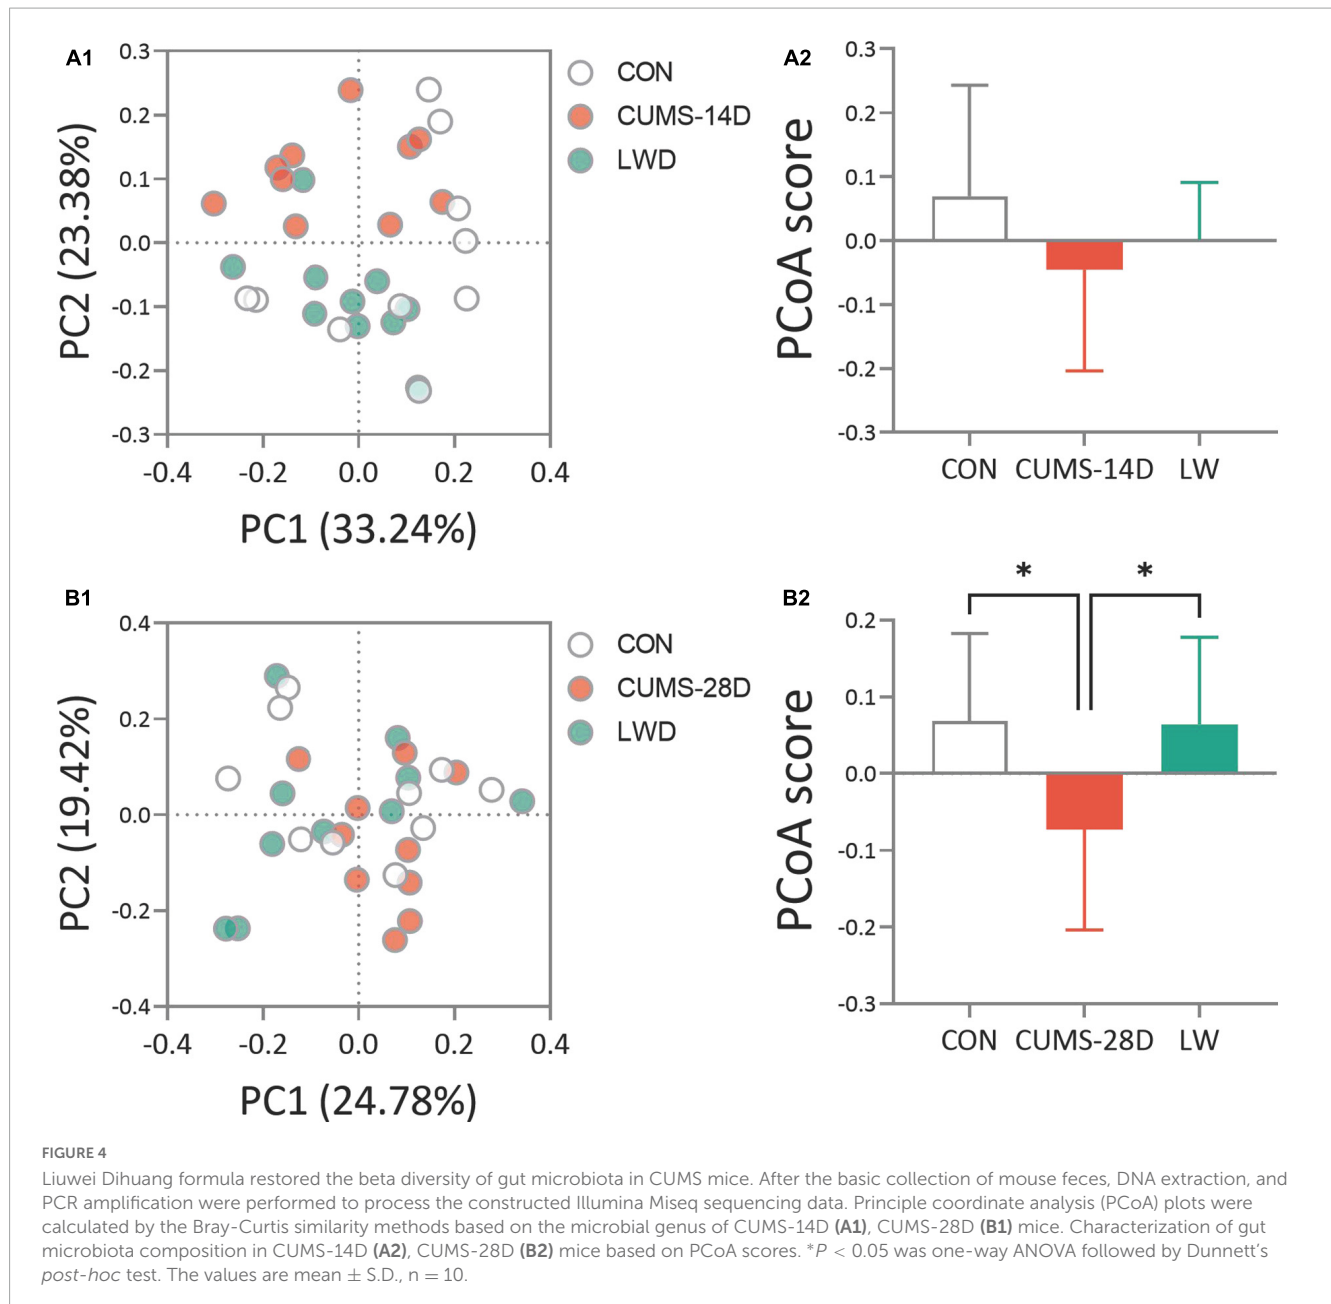 A1
0.3
0.2
0.1
0.0
-0.1
-0.2
-0.3
PC2 (23.38%)
-0.4
-0.2
0.0
0.2
0.4
PC1 (33.24%)
CON
CUMS-14D
LWD
A2
0.3
0.2
0.1
0.0
-0.1
-0.2
-0.3
PCoA score
CON
CUMS-14D
LW
B1
0.4
0.2
0.0
-0.2
-0.4
PC2 (19.42%)
-0.4
-0.2
0.0
0.2
0.4
PC1 (24.78%)
CON
CUMS-28D
LWD
B2
*
*
0.2
0.1
0.0
-0.1
-0.2
-0.3
PCoA score
CON
CUMS-28D
LW
FIGURE 4
Liuwei Dihuang formula restored the beta diversity of gut microbiota in CUMS mice. After the basic collection of mouse feces, DNA extraction, and
PCR amplification were performed to process the constructed Illumina Miseq sequencing data. Principle coordinate analysis (PCoA) plots were
calculated by the Bray-Curtis similarity methods based on the microbial genus of CUMS-14D (A1), CUMS-28D (B1) mice. Characterization of gut
microbiota composition in CUMS-14D (A2), CUMS-28D (B2) mice based on PCoA scores. *P < 0.05 was one-way ANOVA followed by Dunnett's
post-hoc test. The values are mean ± S.D., n = 10.